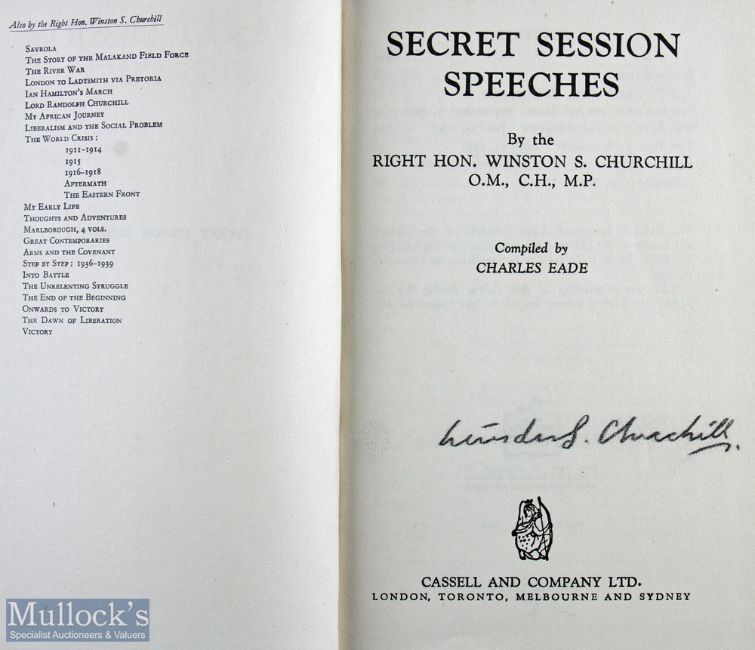 Also by the Right Hon. Winston S. Churchill
SAVROLA
THE STORY OF THE MALAKAND FIELD FORCE
THE RIVER WAR
LONDON TO LADYSMITH VIA PRETORIA
IAN HAMILTON'S MARCH
LORD RANDOLPH CHURCHILL
MY AFRICAN JOURNEY
LIBERALISM AND THE SOCIAL PROBLEM
THE WORLD CRISIS :
1911–1914
1915
1916–1918
AFTERMATH
THE EASTERN FRONT
MY EARLY LIFE
THOUGHTS AND ADVENTURES
MARLBOROUGH, 4 VOLS.
GREAT CONTEMPORARIES
ARMS AND THE COVENANT
STEP BY STEP : 1936–1939
INTO BATTLE
THE UNRELENTING STRUGGLE
THE END OF THE BEGINNING
ONWARDS TO VICTORY
THE DAWN OF LIBERATION
VICTORY
SECRET SESSION
SPEECHES
By the
RIGHT HON. WINSTON S. CHURCHILL
O.M., C.H., M.P.
Compiled by
CHARLES EADE
Winston S. Churchill
CASSELL AND COMPANY LTD.
LONDON, TORONTO, MELBOURNE AND SYDNEY
Mullock's
Specialist Auctioneers & Valuers